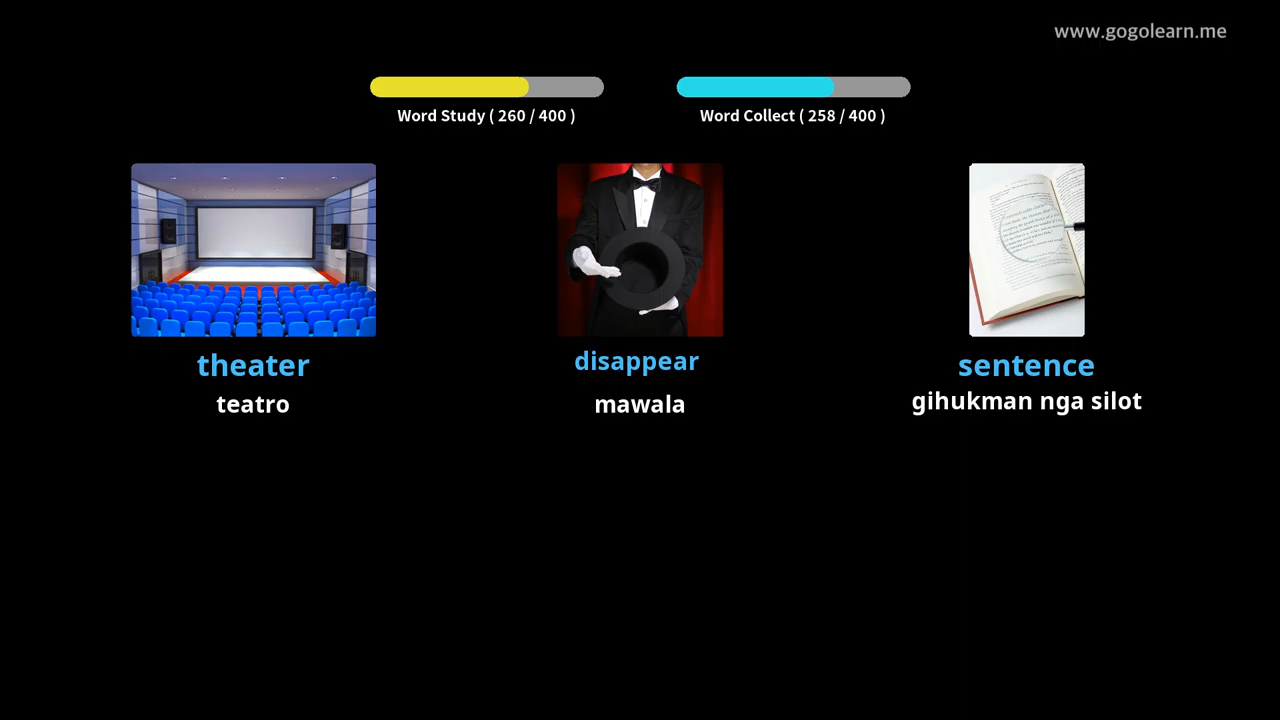 www.gogolearn.me
Word Study ( 260 / 400 )
Word Collect ( 258 / 400 )
theater
teatro
disappear
mawala
sentence
gihukman nga silot